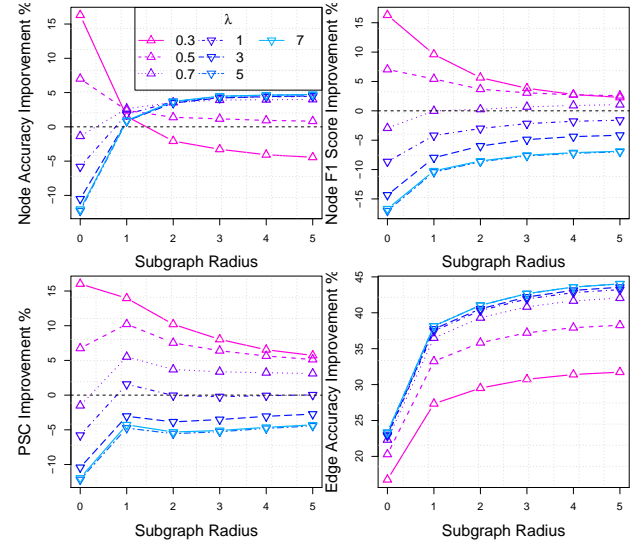 Node Accuracy Imporvement %
15
10
5
0
−10
λ
0.3 1 7
0.5 3
0.7 5
0 1 2 3 4 5
Subgraph Radius
Node F1 Score Improvement %
15
10
5
0
−5
−10
−15
0 1 2 3 4 5
Subgraph Radius
PSC Improvement %
15
10
5
0
−5
−10
0 1 2 3 4 5
Subgraph Radius
Edge Accuracy Improvement %
45
40
35
30
25
20
0 1 2 3 4 5
Subgraph Radius